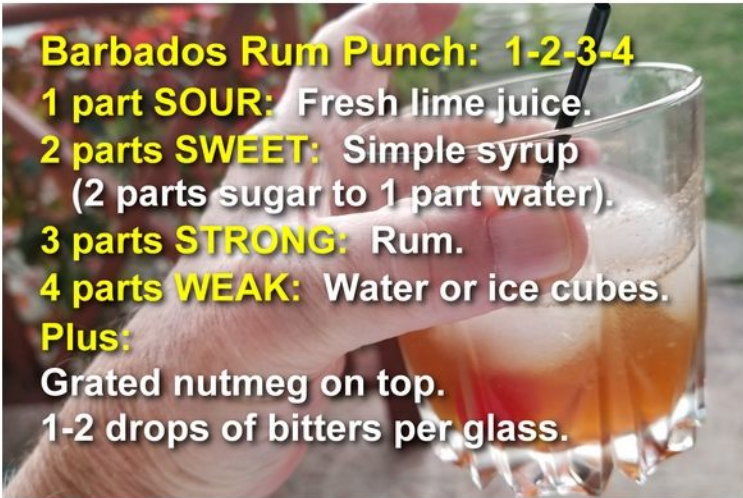 Barbados Rum Punch:  1-2-3-4
1 part SOUR:  Fresh lime juice.
2 parts SWEET:  Simple syrup
(2 parts sugar to 1 part water).
3 parts STRONG:  Rum.
4 parts WEAK:  Water or ice cubes.
Plus:
Grated nutmeg on top.
1-2 drops of bitters per glass.